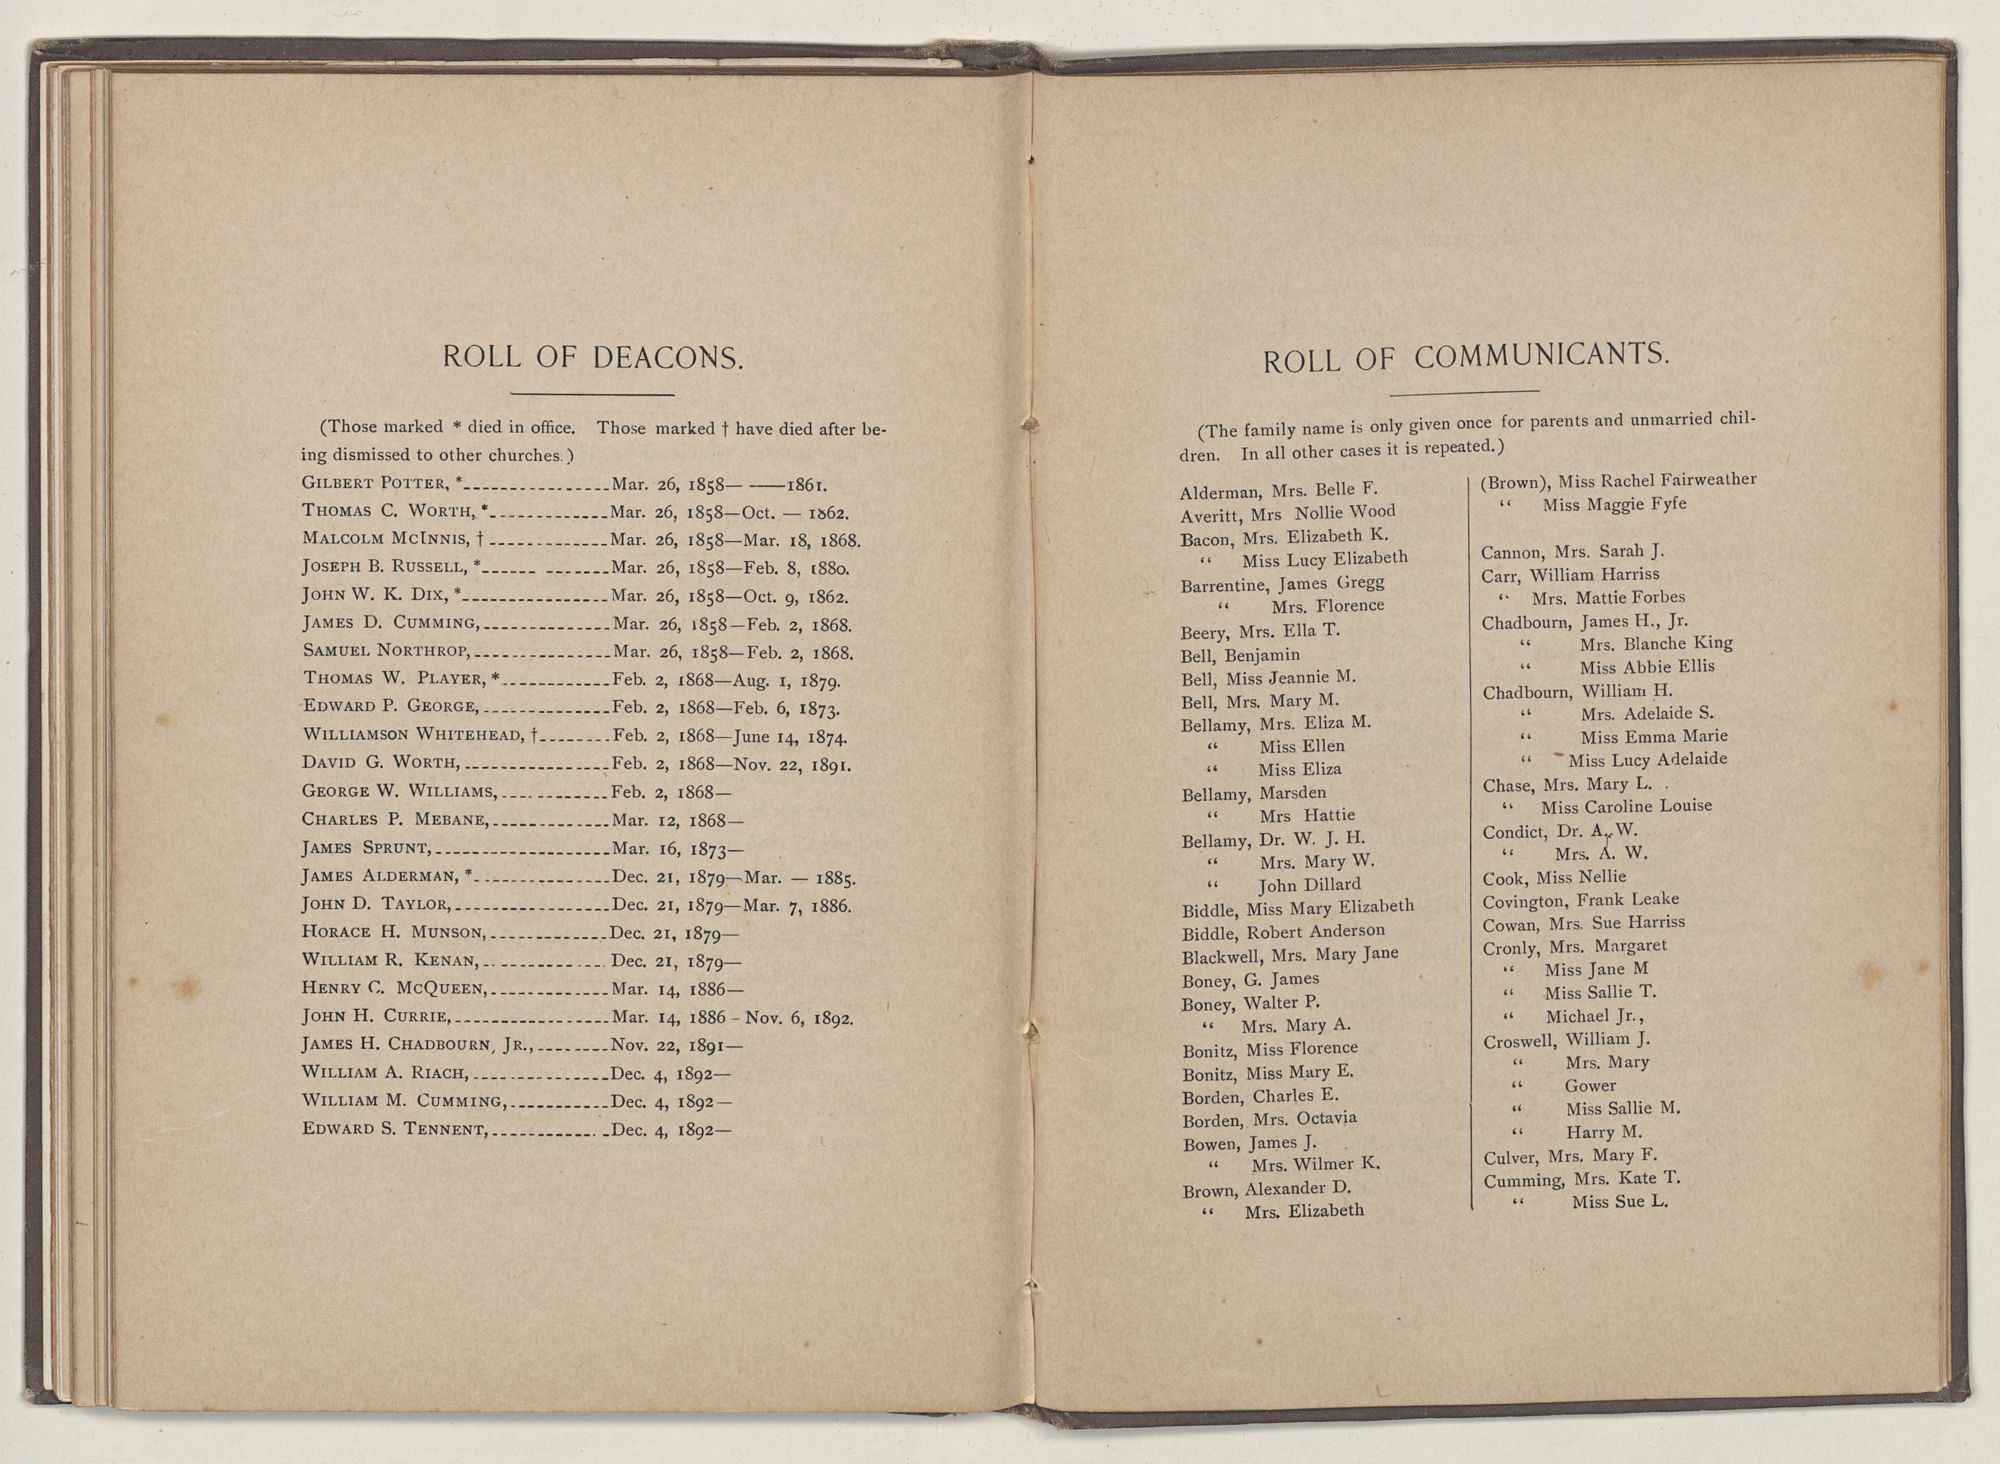 ROLL OF DEACONS.
(Those marked * died in office. Those marked † have died after be-
ing dismissed to other churches.)
GILBERT POTTER, *----------------Mar. 26, 1858— ——1861.
THOMAS C. WORTH, *-------------Mar. 26, 1858—Oct. — 1862.
MALCOLM MCINNIS, † -------------Mar. 26, 1858—Mar. 18, 1868.
JOSEPH B. RUSSELL, *------ -------Mar. 26, 1858—Feb. 8, 1880.
JOHN W. K. DIX, *----------------Mar. 26, 1858—Oct. 9, 1862.
JAMES D. CUMMING,--------------Mar. 26, 1858—Feb. 2, 1868.
SAMUEL NORTHROP,---------------Mar. 26, 1858—Feb. 2, 1868.
THOMAS W. PLAYER, *------------Feb. 2, 1868—Aug. 1, 1879.
EDWARD P. GEORGE,--------------Feb. 2, 1868—Feb. 6, 1873.
WILLIAMSON WHITEHEAD, †--------Feb. 2, 1868—June 14, 1874.
DAVID G. WORTH,----------------Feb. 2, 1868—Nov. 22, 1891.
GEORGE W. WILLIAMS,------------Feb. 2, 1868—
CHARLES P. MEBANE,-------------Mar. 12, 1868—
JAMES SPRUNT,-------------------Mar. 16, 1873—
JAMES ALDERMAN, *---------------Dec. 21, 1879—Mar. — 1885.
JOHN D. TAYLOR,-----------------Dec. 21, 1879—Mar. 7, 1886.
HORACE H. MUNSON,-------------Dec. 21, 1879—
WILLIAM R. KENAN,--------------Dec. 21, 1879—
HENRY C. MCQUEEN,-------------Mar. 14, 1886—
JOHN H. CURRIE,-----------------Mar. 14, 1886 - Nov. 6, 1892.
JAMES H. CHADBOURN, JR.,--------Nov. 22, 1891—
WILLIAM A. RIACH,---------------Dec. 4, 1892—
WILLIAM M. CUMMING,-----------Dec. 4, 1892—
EDWARD S. TENNENT,-------------Dec. 4, 1892—
ROLL OF COMMUNICANTS.
(The family name is only given once for parents and unmarried chil-
dren. In all other cases it is repeated.)
Alderman, Mrs. Belle F.
Averitt, Mrs Nollie Wood
Bacon, Mrs. Elizabeth K.
“ Miss Lucy Elizabeth
Barrentine, James Gregg
“ Mrs. Florence
Beery, Mrs. Ella T.
Bell, Benjamin
Bell, Miss Jeannie M.
Bell, Mrs. Mary M.
Bellamy, Mrs. Eliza M.
“ Miss Ellen
“ Miss Eliza
Bellamy, Marsden
“ Mrs Hattie
Bellamy, Dr. W. J. H.
“ Mrs. Mary W.
“ John Dillard
Biddle, Miss Mary Elizabeth
Biddle, Robert Anderson
Blackwell, Mrs. Mary Jane
Boney, G. James
Boney, Walter P.
“ Mrs. Mary A.
Bonitz, Miss Florence
Bonitz, Miss Mary E.
Borden, Charles E.
Borden, Mrs. Octavia
Bowen, James J.
“ Mrs. Wilmer K.
Brown, Alexander D.
“ Mrs. Elizabeth
(Brown), Miss Rachel Fairweather
“ Miss Maggie Fyfe
Cannon, Mrs. Sarah J.
Carr, William Harriss
“ Mrs. Mattie Forbes
Chadbourn, James H., Jr.
“ Mrs. Blanche King
“ Miss Abbie Ellis
Chadbourn, William H.
“ Mrs. Adelaide S.
“ Miss Emma Marie
“ Miss Lucy Adelaide
Chase, Mrs. Mary L.
“ Miss Caroline Louise
Condict, Dr. A. W.
“ Mrs. A. W.
Cook, Miss Nellie
Covington, Frank Leake
Cowan, Mrs. Sue Harriss
Cronly, Mrs. Margaret
“ Miss Jane M
“ Miss Sallie T.
“ Michael Jr.,
Croswell, William J.
“ Mrs. Mary
“ Gower
“ Miss Sallie M.
“ Harry M.
Culver, Mrs. Mary F.
Cumming, Mrs. Kate T.
“ Miss Sue L.